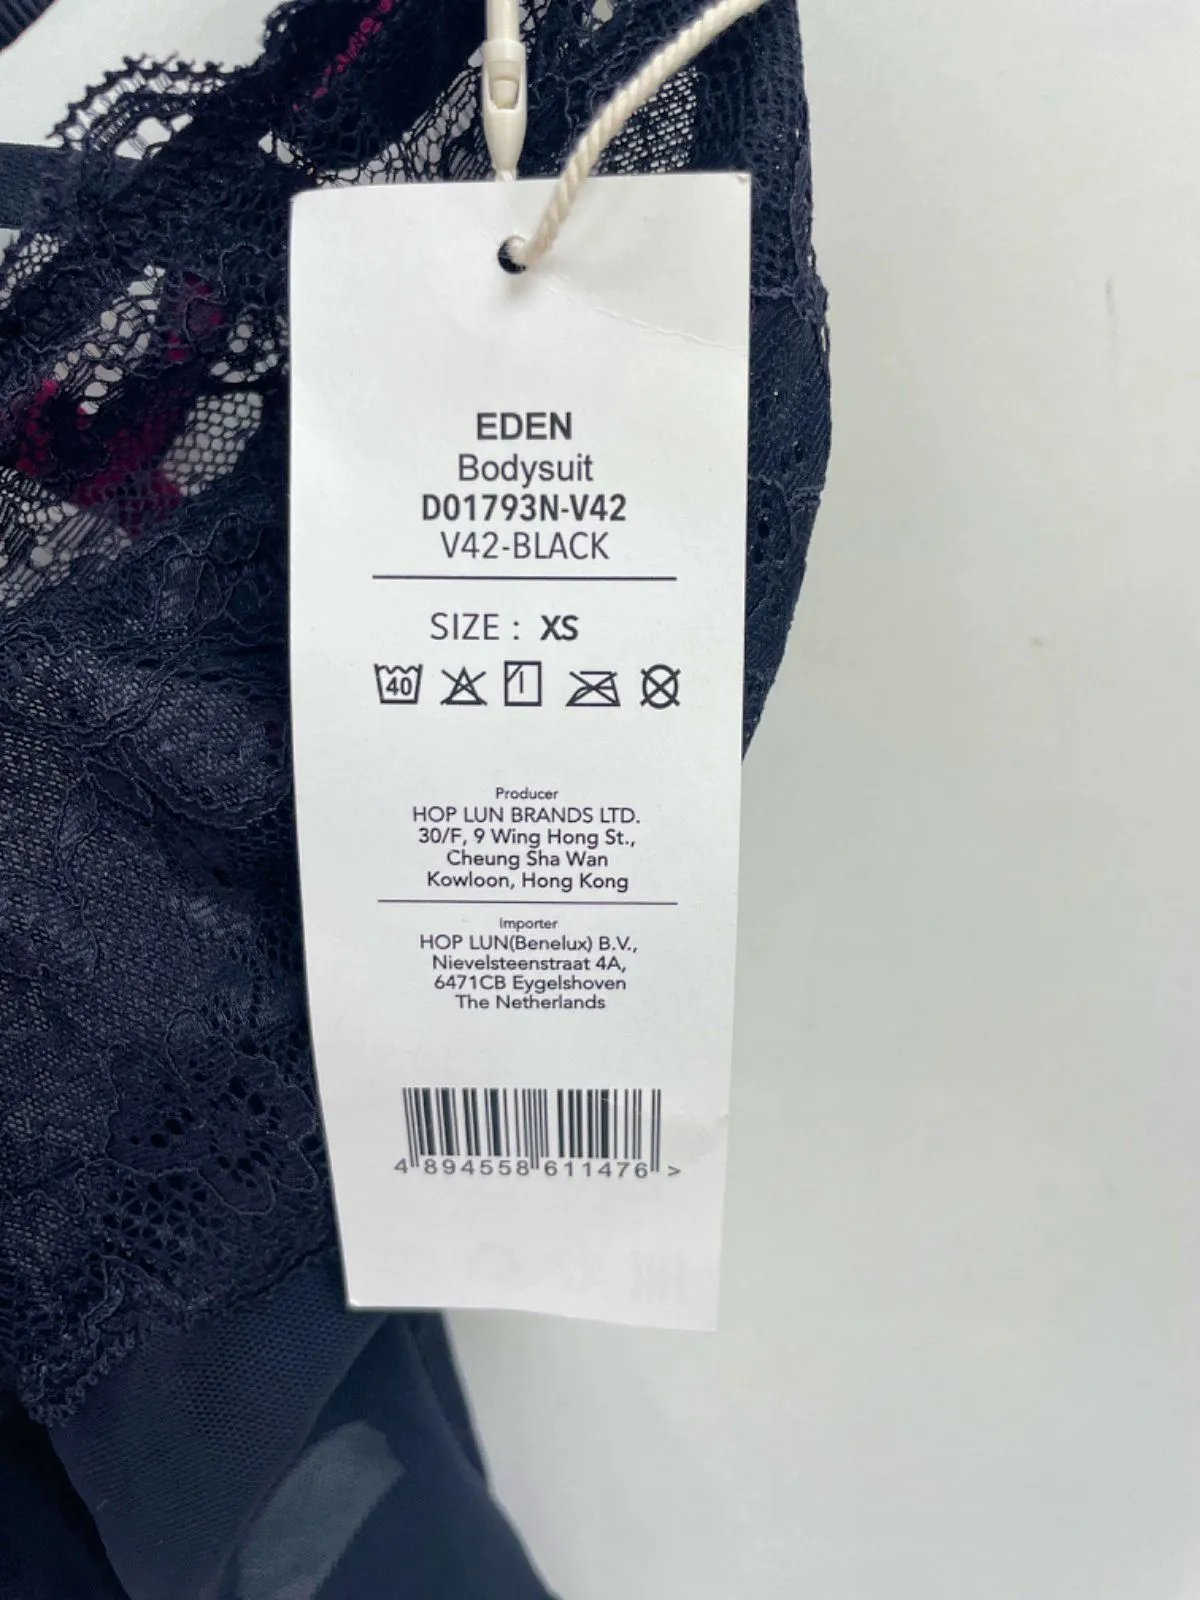 EDEN
Bodysuit
D01793N-V42
V42-BLACK
SIZE : XS
40
Producer
HOP LUN BRANDS LTD.
30/F, 9 Wing Hong St.,
Cheung Sha Wan
Kowloon, Hong Kong
Importer
HOP LUN(Benelux) B.V.,
Nievelsteenstraat 4A,
6471CB Eygelshoven
The Netherlands
4 894558 611476 >